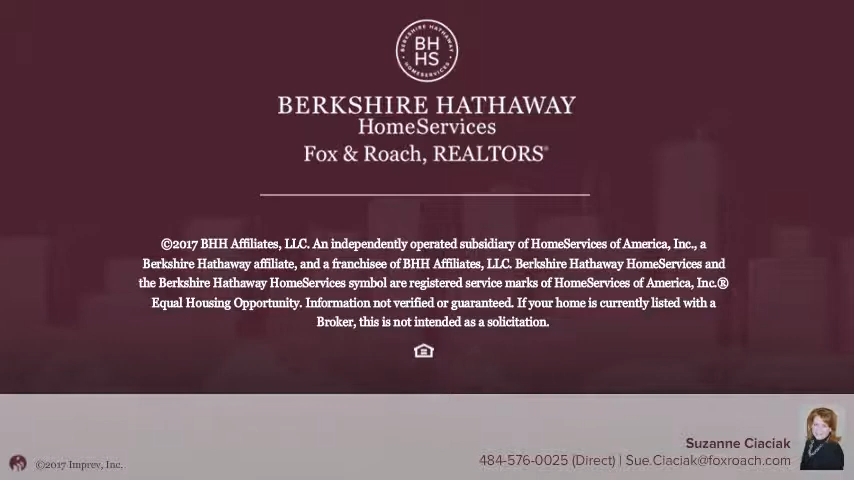 BERKSHIRE HATHAWAY
HOMESERVICES
BH
HS
BERKSHIRE HATHAWAY
HomeServices
Fox & Roach, REALTORS®
©2017 BHH Affiliates, LLC. An independently operated subsidiary of HomeServices of America, Inc., a
Berkshire Hathaway affiliate, and a franchisee of BHH Affiliates, LLC. Berkshire Hathaway HomeServices and
the Berkshire Hathaway HomeServices symbol are registered service marks of HomeServices of America, Inc.®
Equal Housing Opportunity. Information not verified or guaranteed. If your home is currently listed with a
Broker, this is not intended as a solicitation.
Suzanne Ciaciak
484-576-0025 (Direct) | Sue.Ciaciak@foxroach.com
©2017 Imprev, Inc.